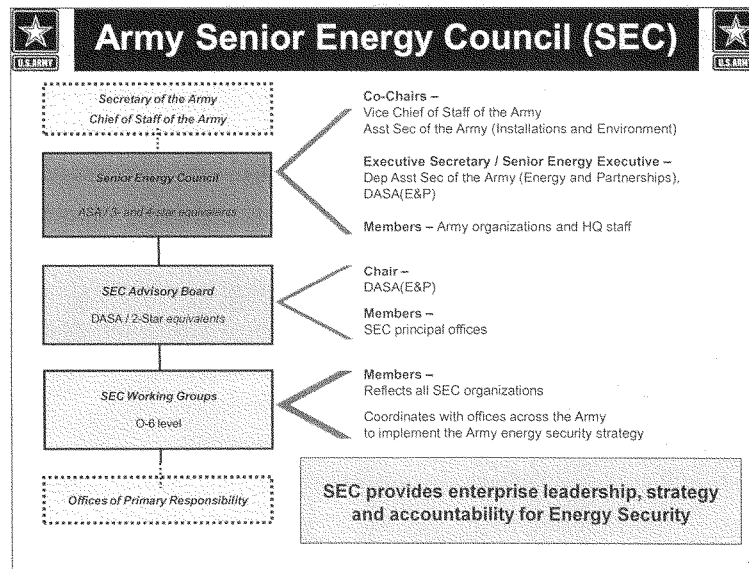 Army Senior Energy Council (SEC)
U.S.ARMY
U.S.ARMY
Secretary of the Army
Chief of Staff of the Army
Senior Energy Council
ASA / 3- and 4-star equivalents
SEC Advisory Board
DASA / 2-Star equivalents
SEC Working Groups
O-6 level
Offices of Primary Responsibility
Co-Chairs –
Vice Chief of Staff of the Army
Asst Sec of the Army (Installations and Environment)
Executive Secretary / Senior Energy Executive –
Dep Asst Sec of the Army (Energy and Partnerships),
DASA(E&P)
Members – Army organizations and HQ staff
Chair –
DASA(E&P)
Members –
SEC principal offices
Members –
Reflects all SEC organizations
Coordinates with offices across the Army
to implement the Army energy security strategy
SEC provides enterprise leadership, strategy
and accountability for Energy Security